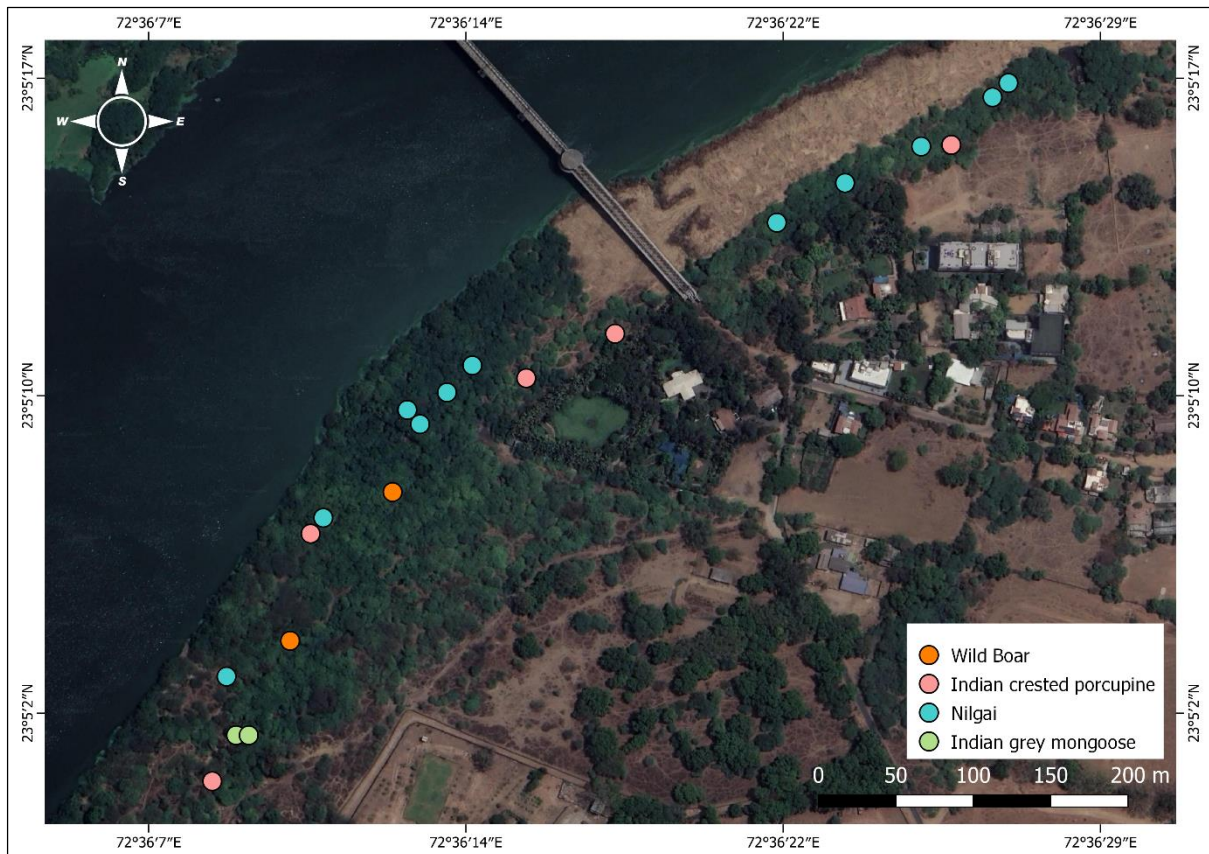 72°36′7″E 72°36′14″E 72°36′22″E 72°36′29″E
N
W E
S
23°5′17″N 23°5′17″N
23°5′10″N 23°5′10″N
23°5′2″N 23°5′2″N
Wild Boar
Indian crested porcupine
Nilgai
Indian grey mongoose
0 50 100 150 200 m
72°36′7″E 72°36′14″E 72°36′22″E 72°36′29″E